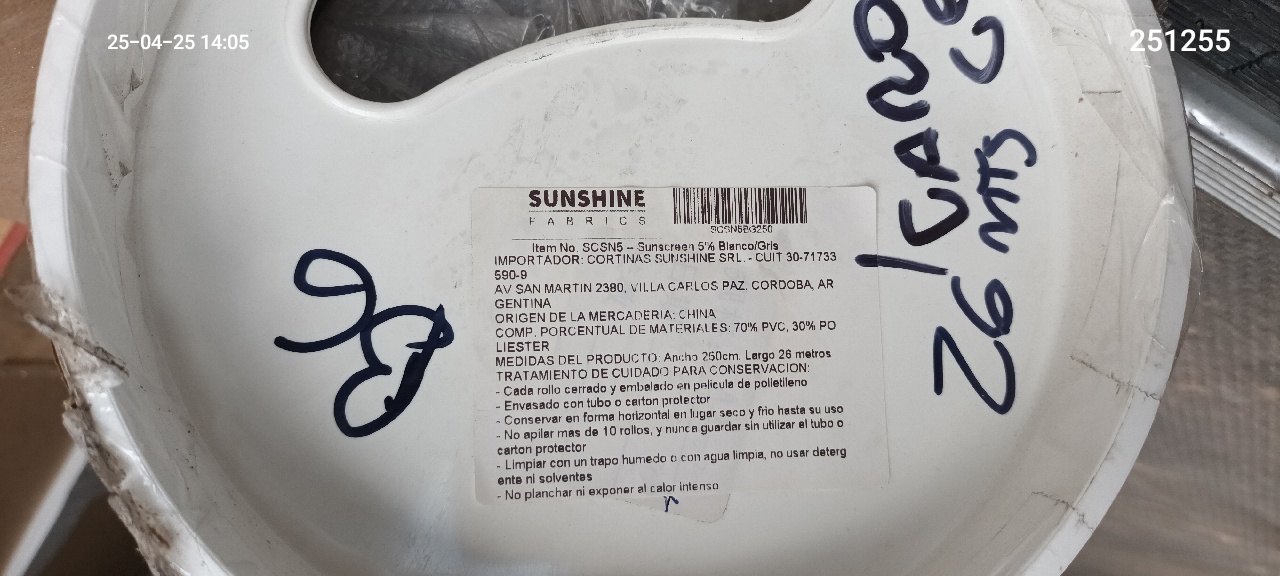 25-04-25 14:05
251255
SUNSHINE
FABRICS
Item No. SCSN5 – Sunscreen 5% Blanco/Gris
IMPORTADOR: CORTINAS SUNSHINE SRL. - CUIT 30-71733
590-9
AV SAN MARTIN 2380, VILLA CARLOS PAZ, CORDOBA, AR
GENTINA
ORIGEN DE LA MERCADERIA: CHINA
COMP. PORCENTUAL DE MATERIALES: 70% PVC, 30% PO
LIESTER
MEDIDAS DEL PRODUCTO: Ancho 250cm. Largo 26 metros
TRATAMIENTO DE CUIDADO PARA CONSERVACION:
- Cada rollo cerrado y embalado en pelicula de polietileno
- Envasado con tubo o carton protector
- Conservar en forma horizontal en lugar seco y frio hasta su uso
- No apilar mas de 10 rollos, y nunca guardar sin utilizar el tubo o
carton protector
- Limpiar con un trapo humedo o con agua limpia, no usar deterg
ente ni solventes
- No planchar ni exponer al calor intenso
26 MTS